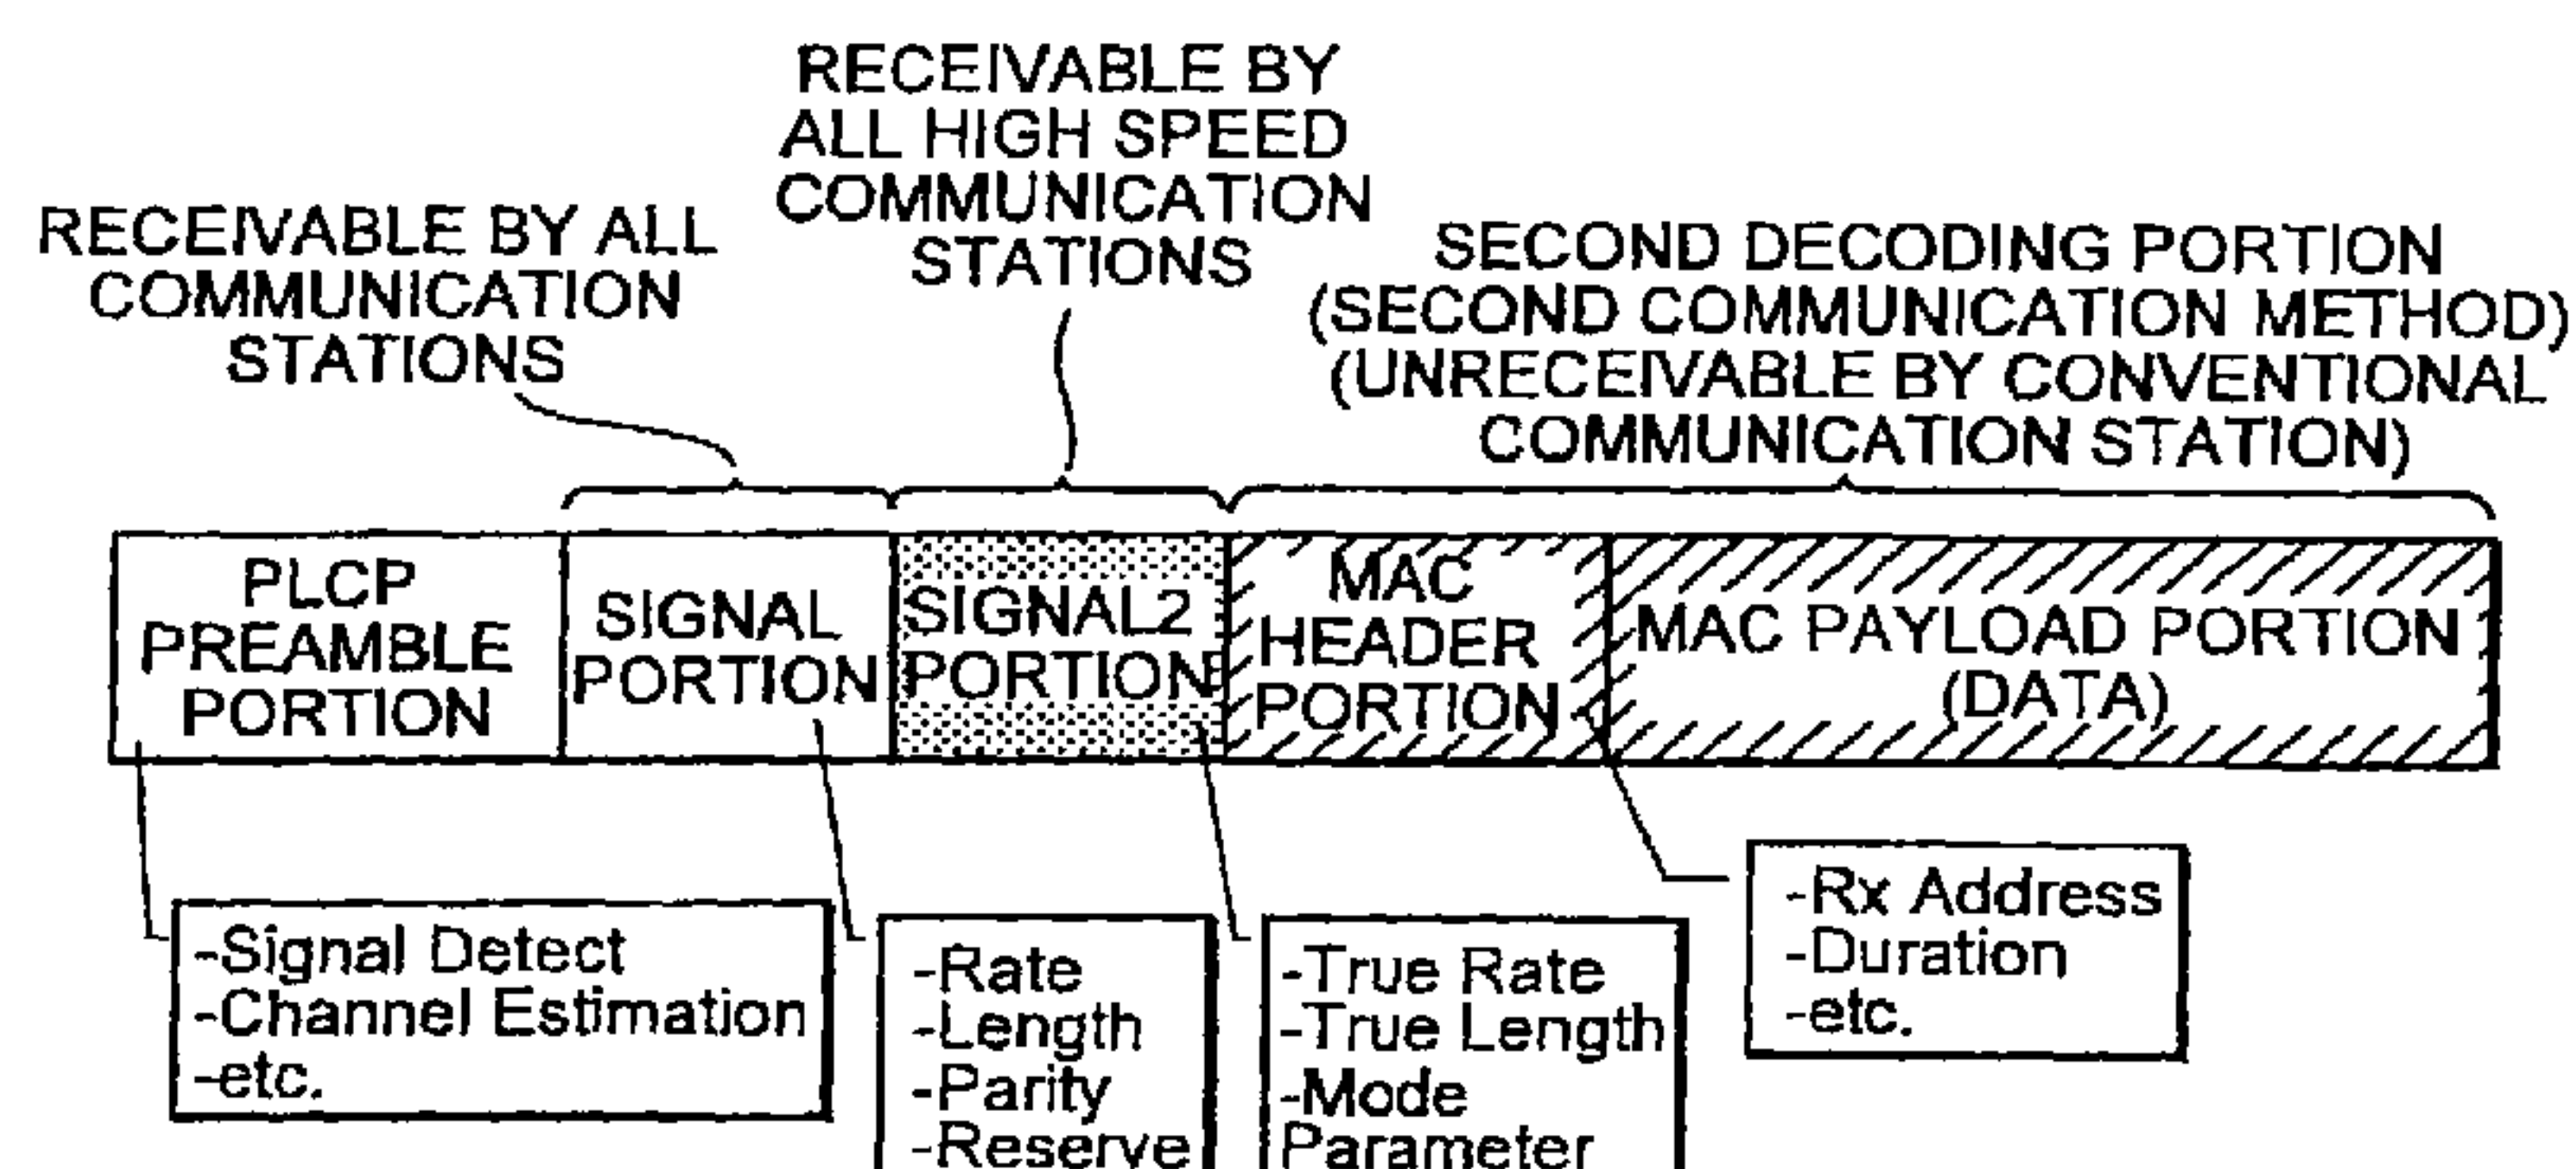 RECEIVABLE BY ALL
COMMUNICATION
STATIONS
RECEIVABLE BY
ALL HIGH SPEED
COMMUNICATION
STATIONS
SECOND DECODING PORTION
(SECOND COMMUNICATION METHOD)
(UNRECEIVABLE BY CONVENTIONAL
COMMUNICATION STATION)
PLCP
PREAMBLE
PORTION
SIGNAL
PORTION
SIGNAL2
PORTION
MAC
HEADER
PORTION
MAC PAYLOAD PORTION
(DATA)
-Signal Detect
-Channel Estimation
-etc.
-Rate
-Length
-Parity
-Reserve
-True Rate
-True Length
-Mode
Parameter
-Rx Address
-Duration
-etc.